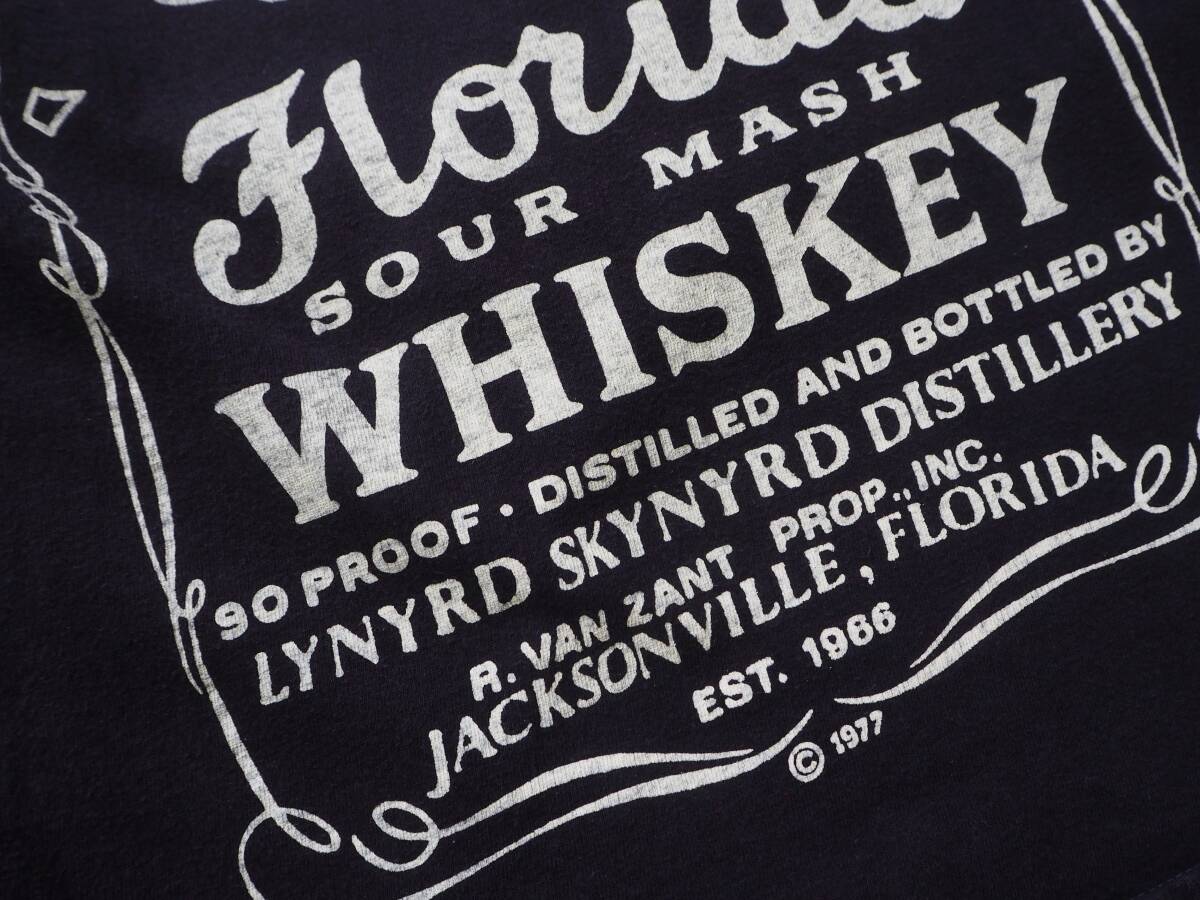 Florida
SOUR MASH
WHISKEY
90 PROOF · DISTILLED AND BOTTLED BY
LYNYRD SKYNYRD DISTILLERY
R. VAN ZANT PROP., INC.
JACKSONVILLE, FLORIDA
EST. 1966
© 1977